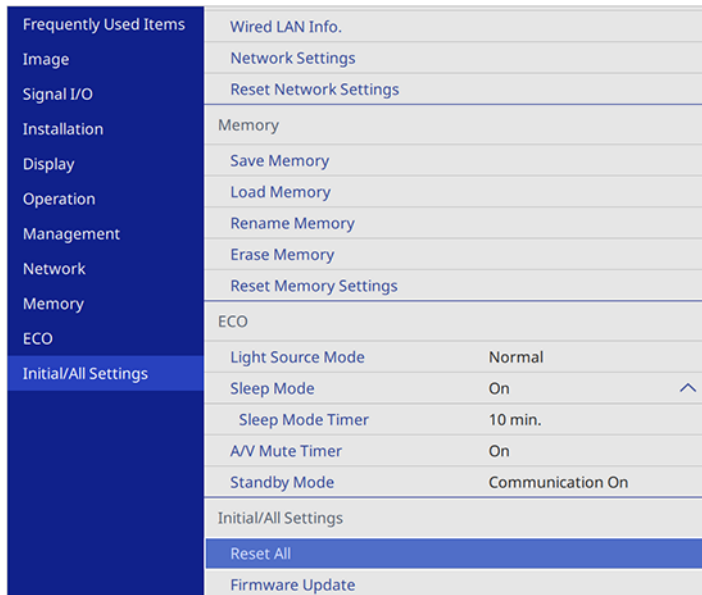 Frequently Used Items
Image
Signal I/O
Installation
Display
Operation
Management
Network
Memory
ECO
Initial/All Settings
Wired LAN Info.
Network Settings
Reset Network Settings
Memory
Save Memory
Load Memory
Rename Memory
Erase Memory
Reset Memory Settings
ECO
Light Source Mode Normal
Sleep Mode On
Sleep Mode Timer 10 min.
A/V Mute Timer On
Standby Mode Communication On
Initial/All Settings
Reset All
Firmware Update